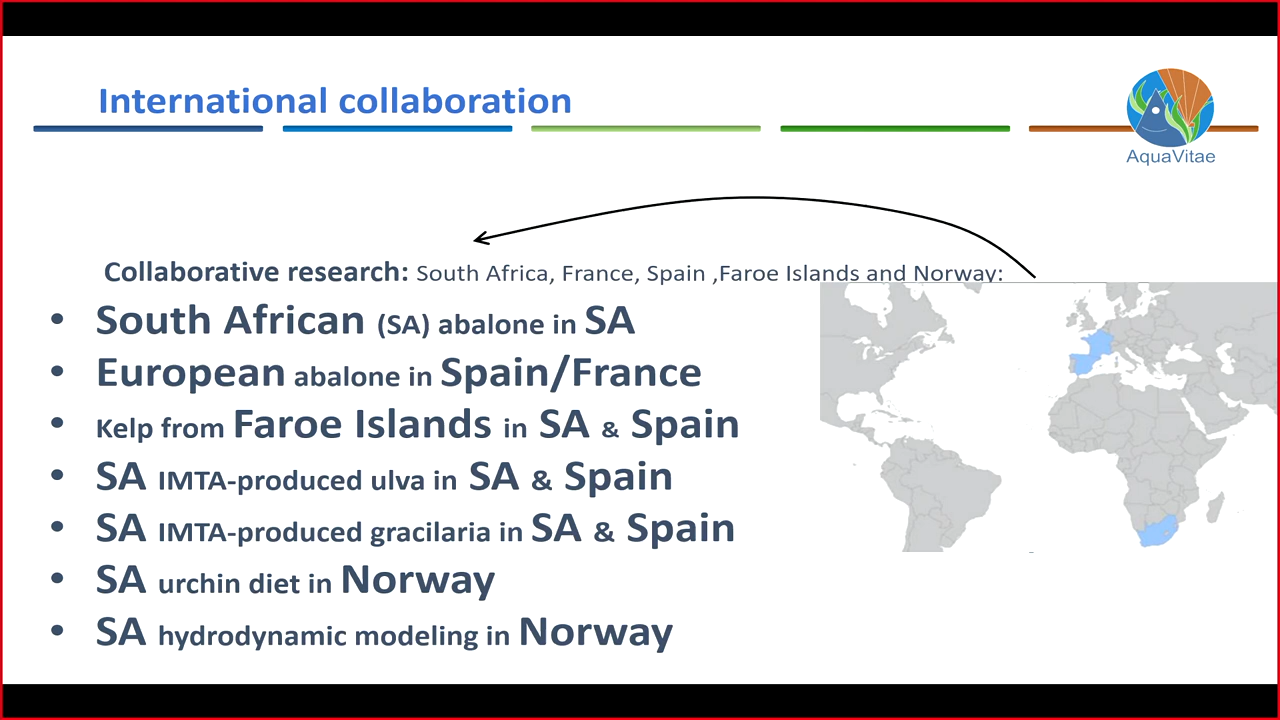 International collaboration
AquaVitae
Collaborative research: South Africa, France, Spain ,Faroe Islands and Norway:
• South African (SA) abalone in SA
• European abalone in Spain/France
• Kelp from Faroe Islands in SA & Spain
• SA IMTA-produced ulva in SA & Spain
• SA IMTA-produced gracilaria in SA & Spain
• SA urchin diet in Norway
• SA hydrodynamic modeling in Norway